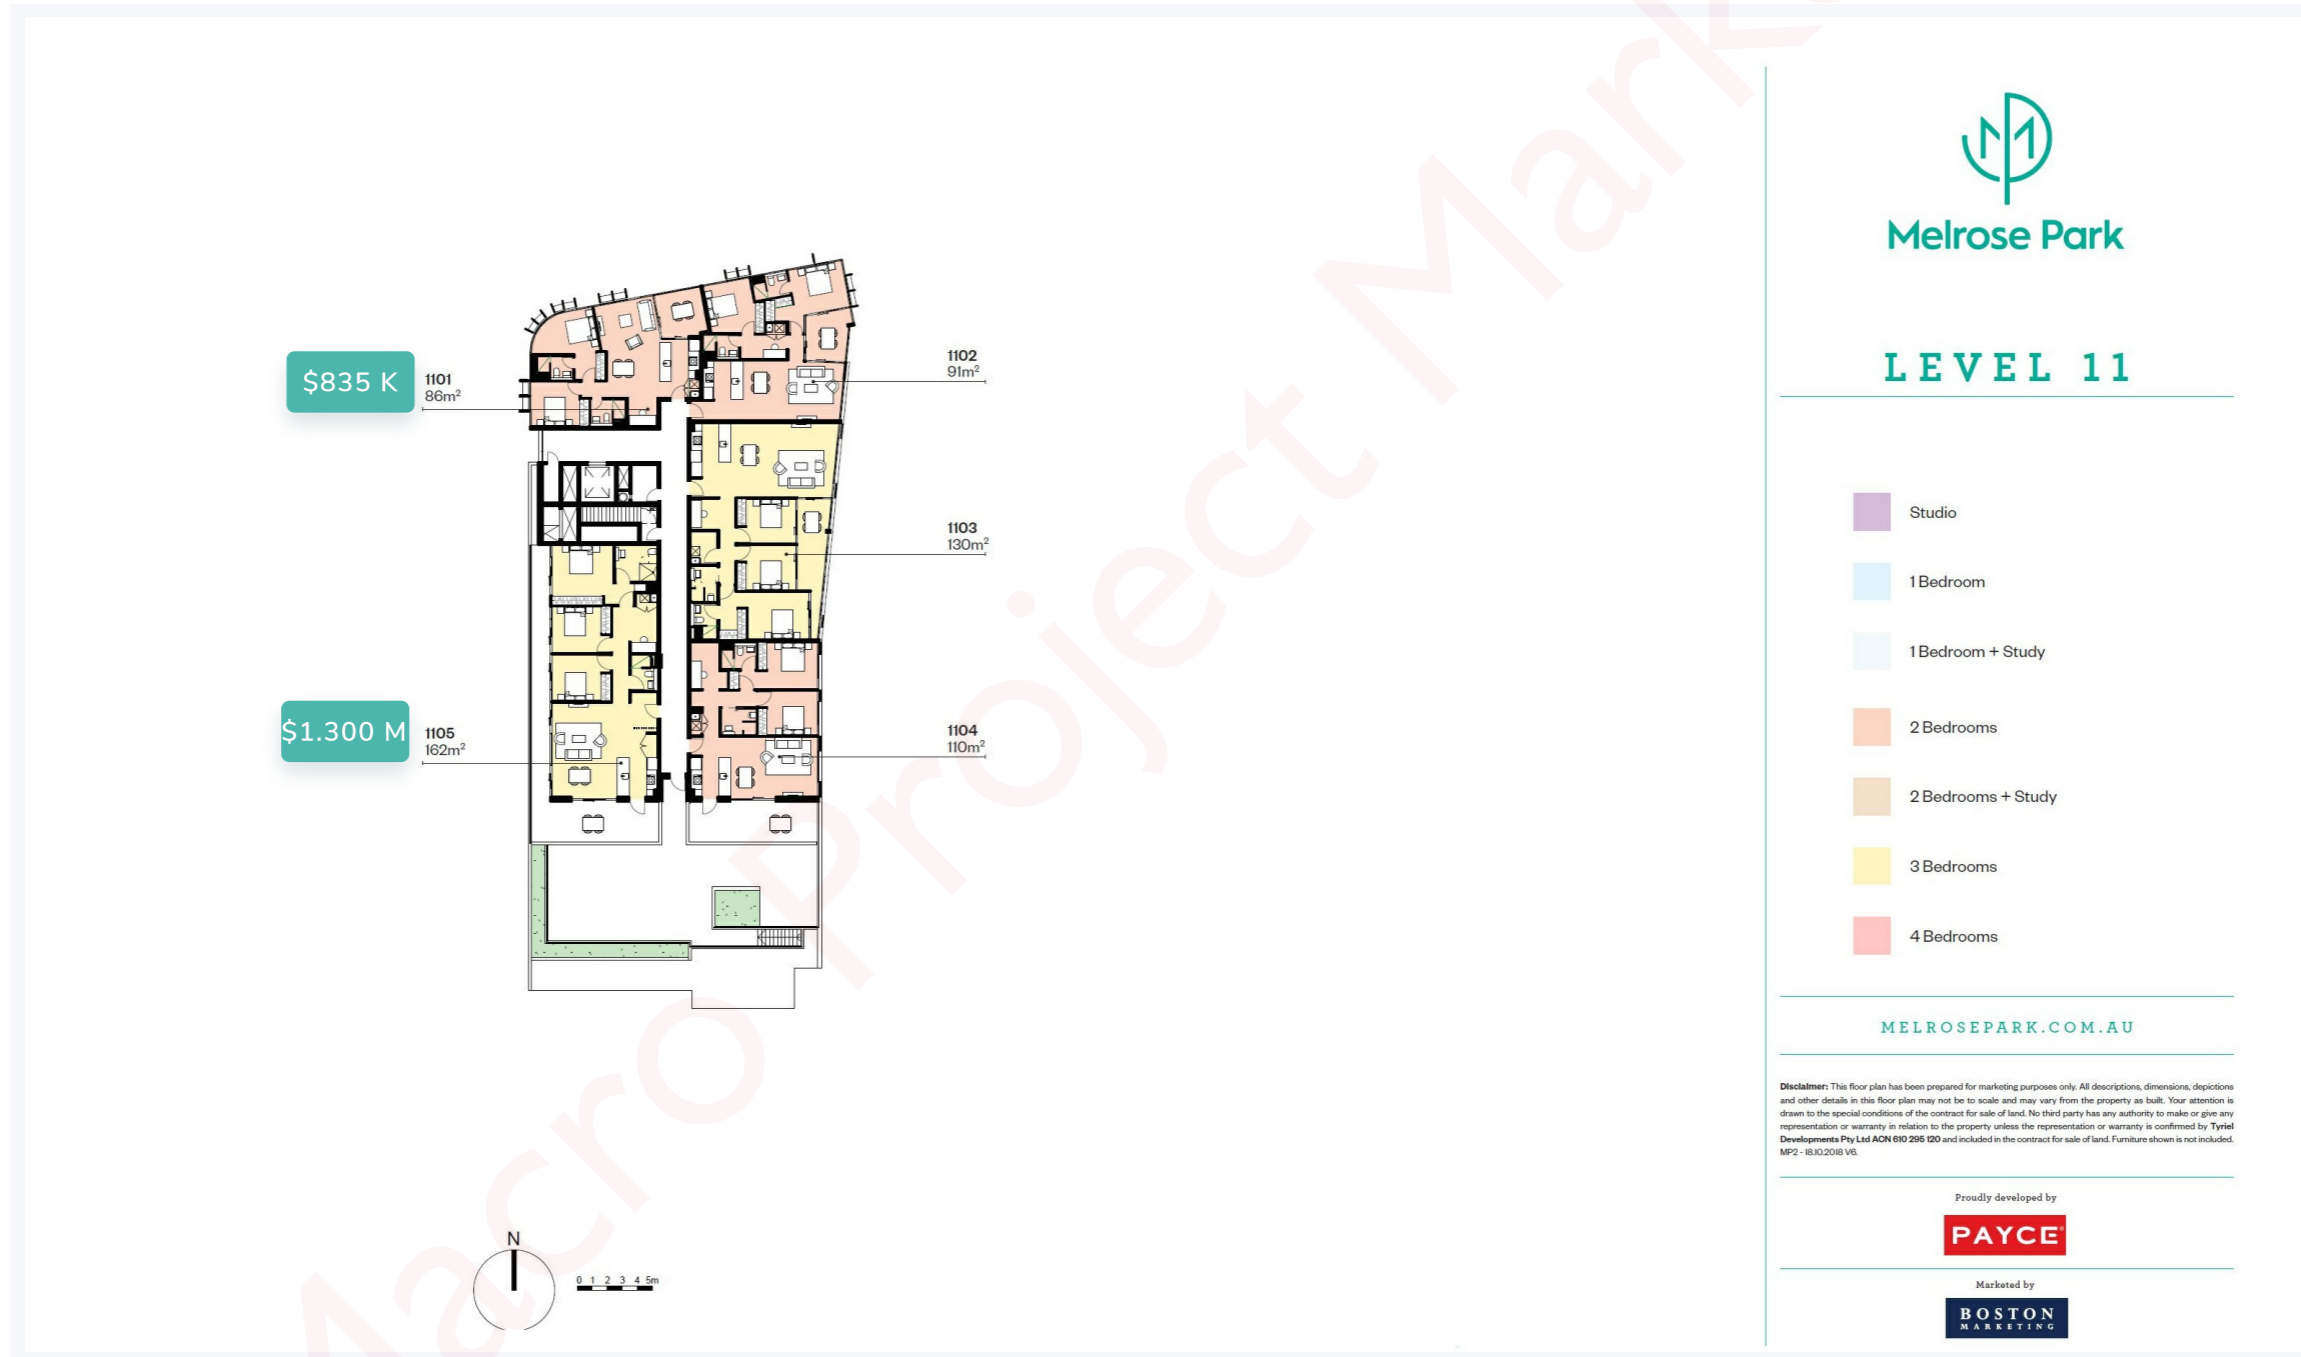 $835 K
1101
86m²
1102
91m²
1103
130m²
$1.300 M
1105
162m²
1104
110m²
N
0 1 2 3 4 5m
Macro Project Mark
Melrose Park
LEVEL 11
Studio
1 Bedroom
1 Bedroom + Study
2 Bedrooms
2 Bedrooms + Study
3 Bedrooms
4 Bedrooms
MELROSEPARK.COM.AU
Disclaimer: This floor plan has been prepared for marketing purposes only. All descriptions, dimensions, depictions
and other details in this floor plan may not be to scale and may vary from the property as built. Your attention is
drawn to the special conditions of the contract for sale of land. No third party has any authority to make or give any
representation or warranty in relation to the property unless the representation or warranty is confirmed by Tyriel
Developments Pty Ltd ACN 610 295 120 and included in the contract for sale of land. Furniture shown is not included.
MP2 - 18.10.2018 V6.
Proudly developed by
PAYCE
Marketed by
BOSTON
MARKETING